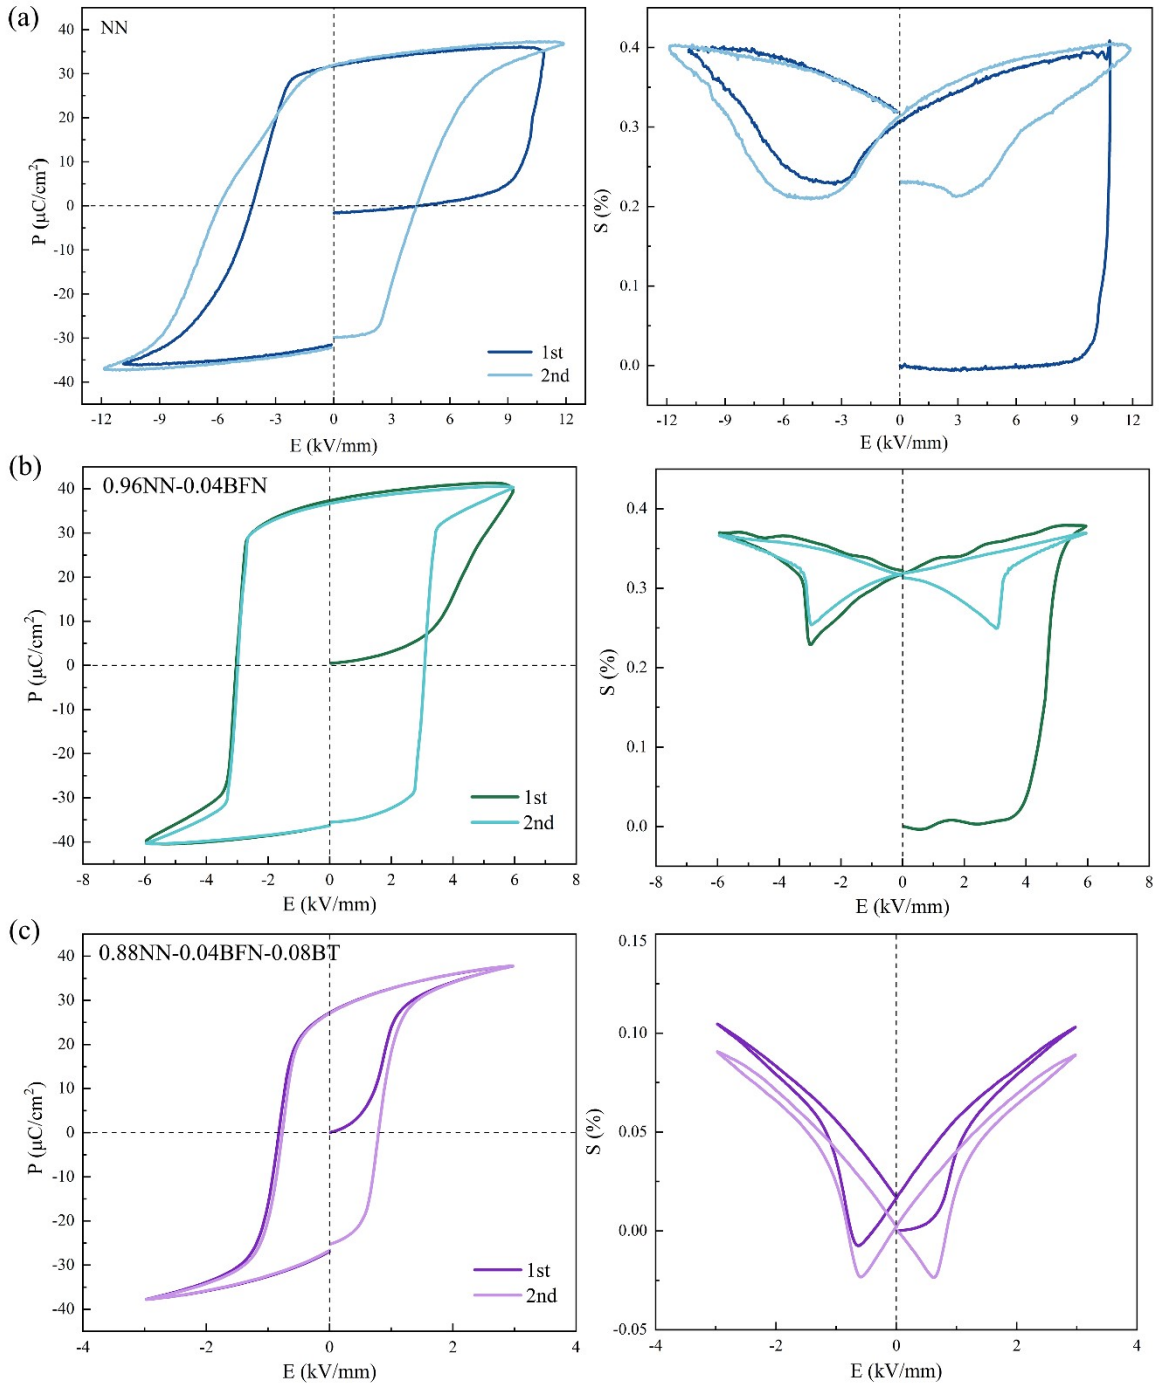 (a)
NN
P (μC/cm²)
40
30
20
10
0
-10
-20
-30
-40
-12 -9 -6 -3 0 3 6 9 12
E (kV/mm)
1st
2nd
S (%)
0.4
0.3
0.2
0.1
0.0
-12 -9 -6 -3 0 3 6 9 12
E (kV/mm)
(b)
0.96NN-0.04BFN
P (μC/cm²)
40
30
20
10
0
-10
-20
-30
-40
-8 -6 -4 -2 0 2 4 6 8
E (kV/mm)
1st
2nd
S (%)
0.4
0.3
0.2
0.1
0.0
-8 -6 -4 -2 0 2 4 6 8
E (kV/mm)
(c)
0.88NN-0.04BFN-0.08BT
P (μC/cm²)
40
30
20
10
0
-10
-20
-30
-40
-4 -2 0 2 4
E (kV/mm)
1st
2nd
S (%)
0.15
0.10
0.05
0.00
-0.05
-4 -2 0 2 4
E (kV/mm)